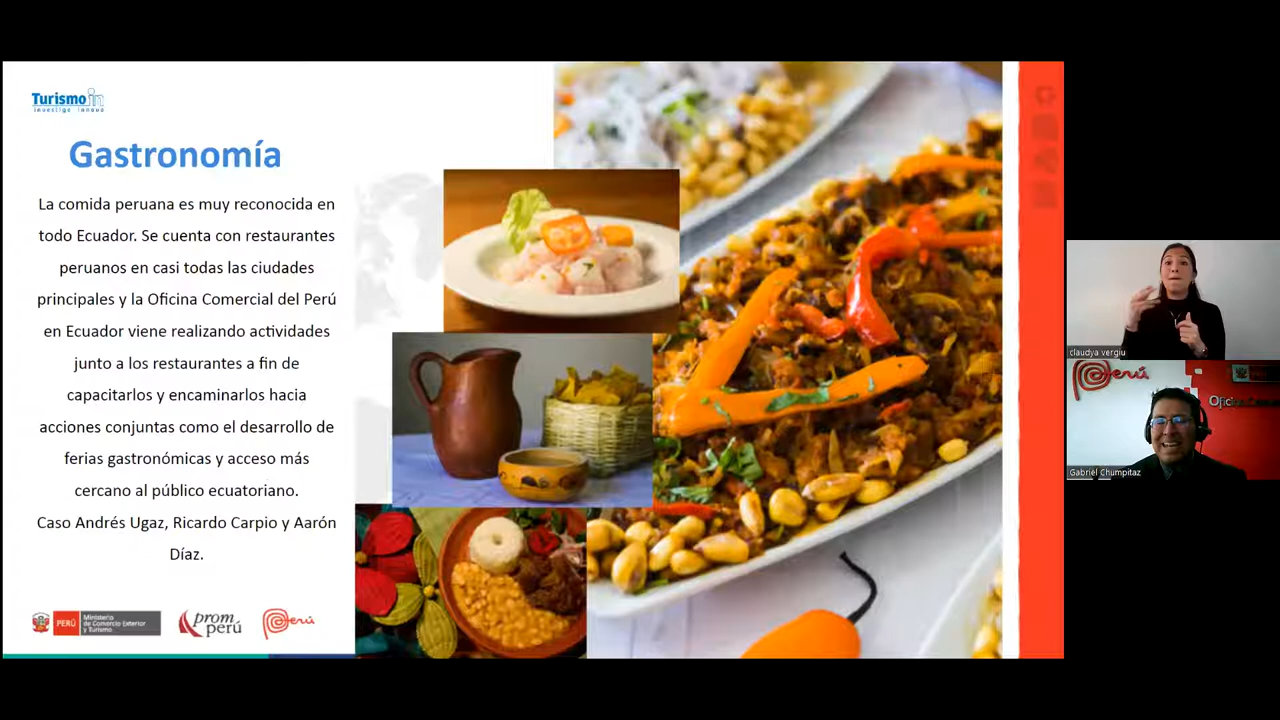 Turismo in
investiga innova
Gastronomía
La comida peruana es muy reconocida en
todo Ecuador. Se cuenta con restaurantes
peruanos en casi todas las ciudades
principales y la Oficina Comercial del Perú
en Ecuador viene realizando actividades
junto a los restaurantes a fin de
capacitarlos y encaminarlos hacia
acciones conjuntas como el desarrollo de
ferias gastronómicas y acceso más
cercano al público ecuatoriano.
Caso Andrés Ugaz, Ricardo Carpio y Aarón
Díaz.
PERÚ
Ministerio
de Comercio Exterior
y Turismo
prom
perú
Perú
claudya vergiu
Perú
Gabriel Chumpitaz